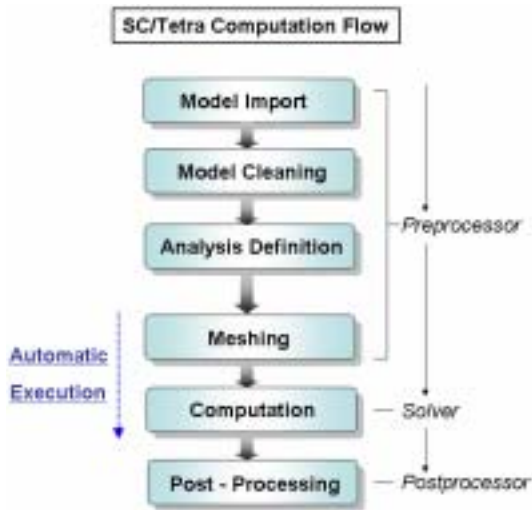 SC/Tetra Computation Flow
Model Import
Model Cleaning
Analysis Definition
Preprocessor
Meshing
Automatic
Execution
Computation
Solver
Post - Processing
Postprocessor